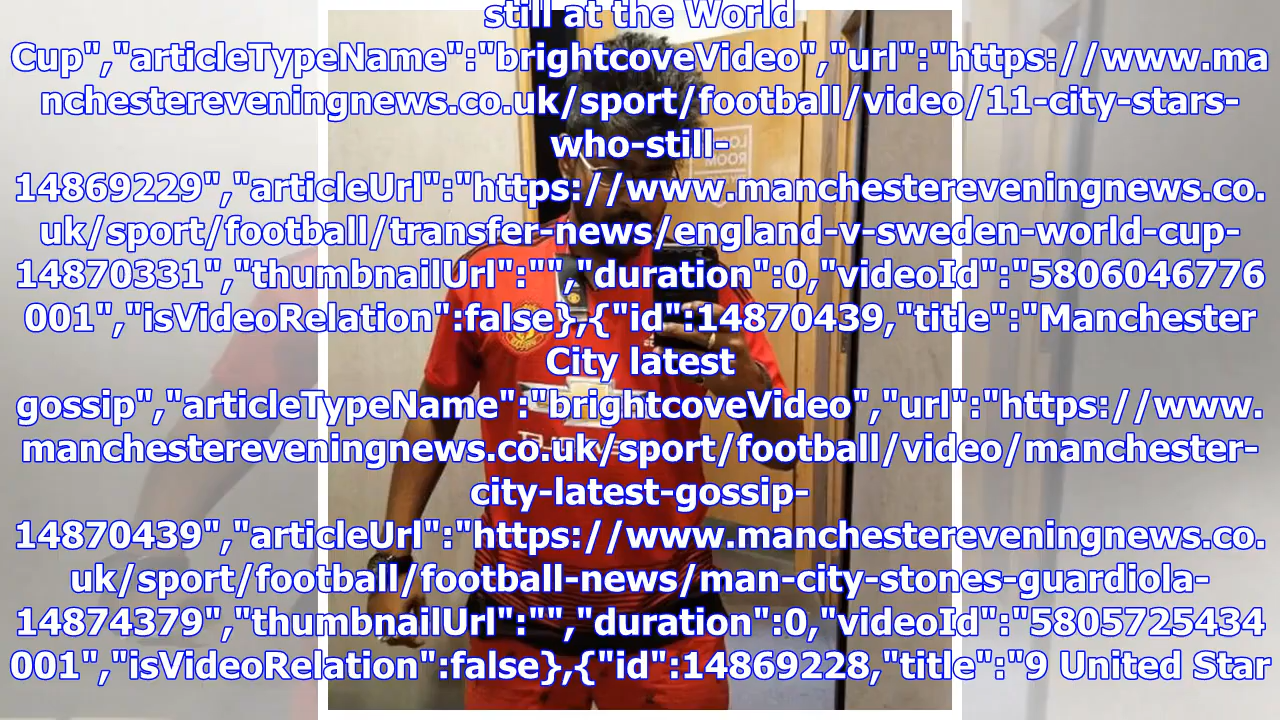 still at the World
Cup","articleTypeName":"brightcoveVideo","url":"https://www.ma
nchestereveningnews.co.uk/sport/football/video/11-city-stars-
who-still-
14869229","articleUrl":"https://www.manchestereveningnews.co.
uk/sport/football/transfer-news/england-v-sweden-world-cup-
14870331","thumbnailUrl":"","duration":0,"videoId":"5806046776
001","isVideoRelation":false},{"id":14870439,"title":"Manchester
City latest
gossip","articleTypeName":"brightcoveVideo","url":"https://www.
manchestereveningnews.co.uk/sport/football/video/manchester-
city-latest-gossip-
14870439","articleUrl":"https://www.manchestereveningnews.co.
uk/sport/football/football-news/man-city-stones-guardiola-
14874379","thumbnailUrl":"","duration":0,"videoId":"5805725434
001","isVideoRelation":false},{"id":14869228,"title":"9 United Star